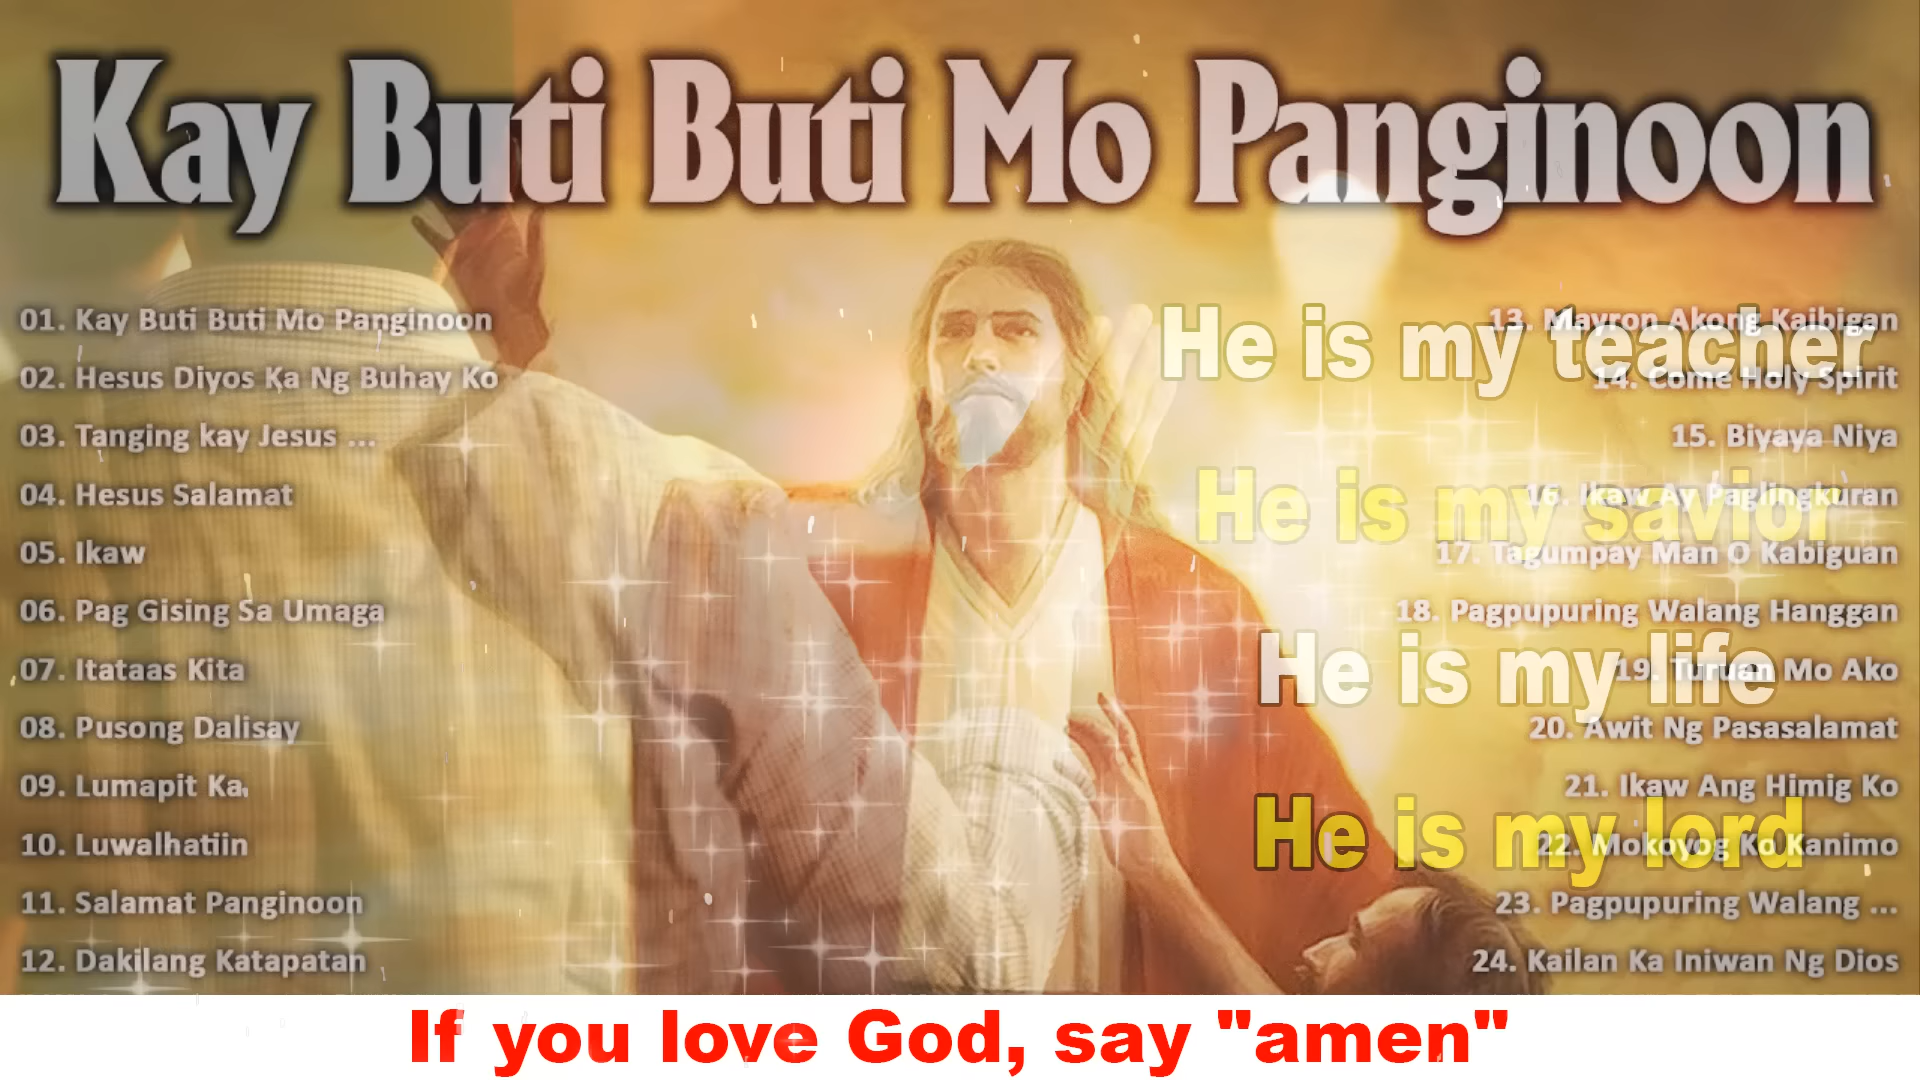 Kay Buti Buti Mo Panginoon
01. Kay Buti Buti Mo Panginoon
02. Hesus Diyos Ka Ng Buhay Ko
03. Tanging kay Jesus ...
04. Hesus Salamat
05. Ikaw
06. Pag Gising Sa Umaga
07. Itataas Kita
08. Pusong Dalisay
09. Lumapit Ka
10. Luwalhatiin
11. Salamat Panginoon
12. Dakilang Katapatan
13. Mayron Akong Kaibigan
14. Come Holy Spirit
15. Biyaya Niya
16. Ikaw Ay Paglingkuran
17. Tagumpay Man O Kabiguan
18. Pagpupuring Walang Hanggan
19. Turuan Mo Ako
20. Awit Ng Pasasalamat
21. Ikaw Ang Himig Ko
22. Mokoyog Ko Kanimo
23. Pagpupuring Walang ...
24. Kailan Ka Iniwan Ng Dios
He is my teacher
He is my savior
He is my life
He is my lord
If you love God, say "amen"